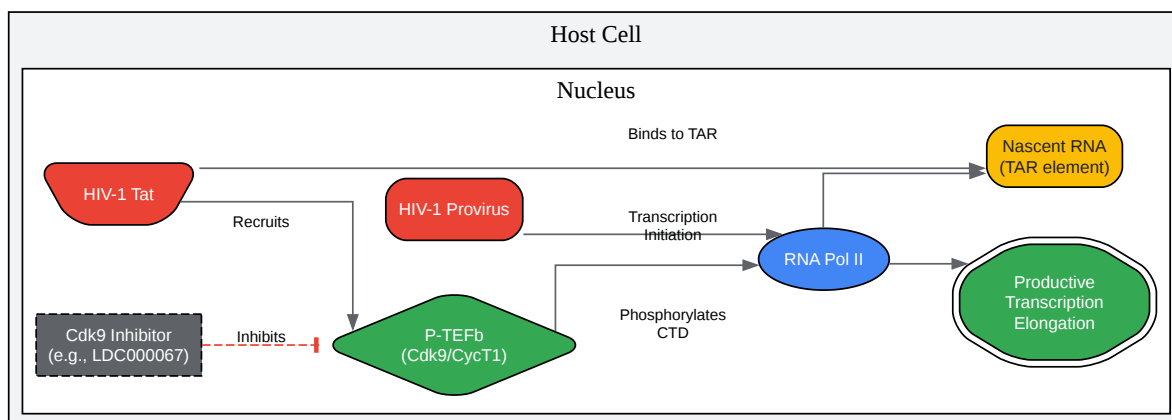 Host Cell
Nucleus
Binds to TAR
Nascent RNA
(TAR element)
HIV-1 Tat
HIV-1 Provirus
Recruits
Transcription
Initiation
RNA Pol II
Productive
Transcription
Elongation
Phosphorylates
CTD
Cdk9 Inhibitor
(e.g., LDC000067)
Inhibits
P-TEFb
(Cdk9/CycT1)